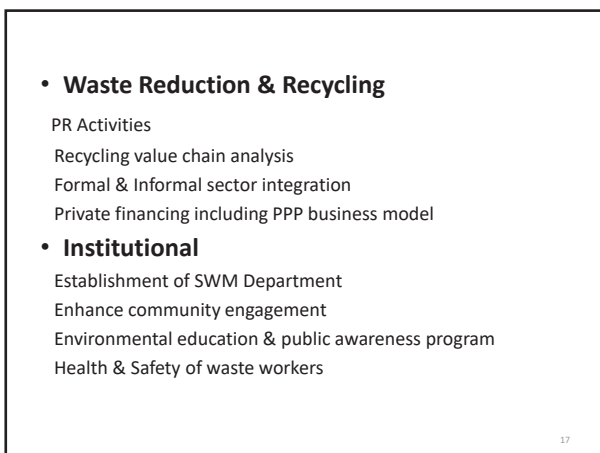 • Waste Reduction & Recycling
PR Activities
Recycling value chain analysis
Formal & Informal sector integration
Private financing including PPP business model
• Institutional
Establishment of SWM Department
Enhance community engagement
Environmental education & public awareness program
Health & Safety of waste workers
17